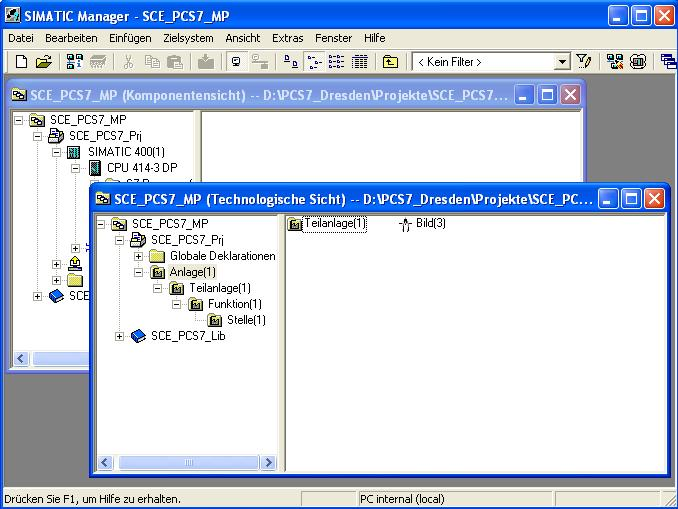 SIMATIC Manager - SCE_PCS7_MP
Datei Bearbeiten Einfügen Zielsystem Ansicht Extras Fenster Hilfe
< Kein Filter >
SCE_PCS7_MP (Komponentensicht) -- D:\PCS7_Dresden\Projekte\SCE_PCS7...
SCE_PCS7_MP
SCE_PCS7_Prj
SIMATIC 400(1)
CPU 414-3 DP
SCE
SCE_PCS7_MP (Technologische Sicht) -- D:\PCS7_Dresden\Projekte\SCE_PC...
SCE_PCS7_MP
SCE_PCS7_Prj
Globale Deklarationen
Anlage(1)
Teilanlage(1)
Funktion(1)
Stelle(1)
SCE_PCS7_Lib
Teilanlage(1) Bild(3)
Drücken Sie F1, um Hilfe zu erhalten. PC internal (local)